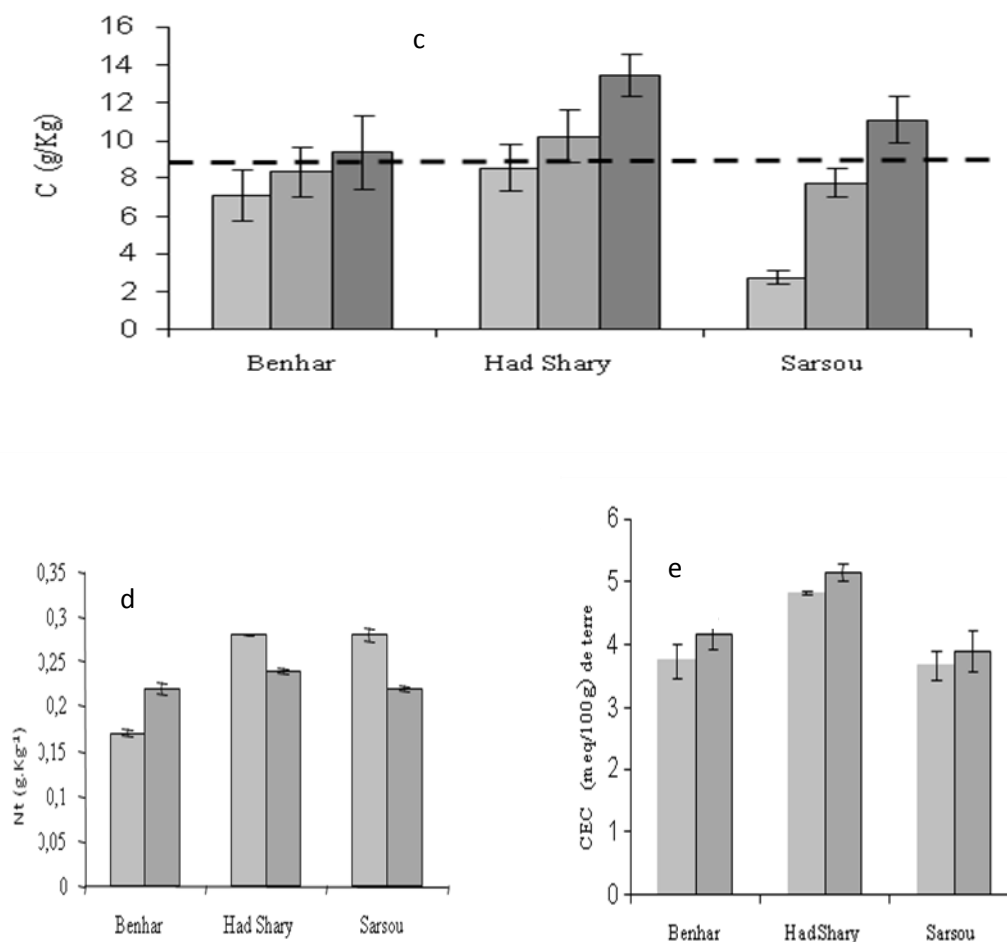 c
C (g/Kg)
16
14
12
10
8
6
4
2
0
Benhar Had Shary Sarsou
d
Nt (g.Kg-1)
0,35
0,3
0,25
0,2
0,15
0,1
0,05
0
Benhar Had Shary Sarsou
e
CEC (meq/100g) de terre
6
5
4
3
2
1
0
Benhar Had Shary Sarsou